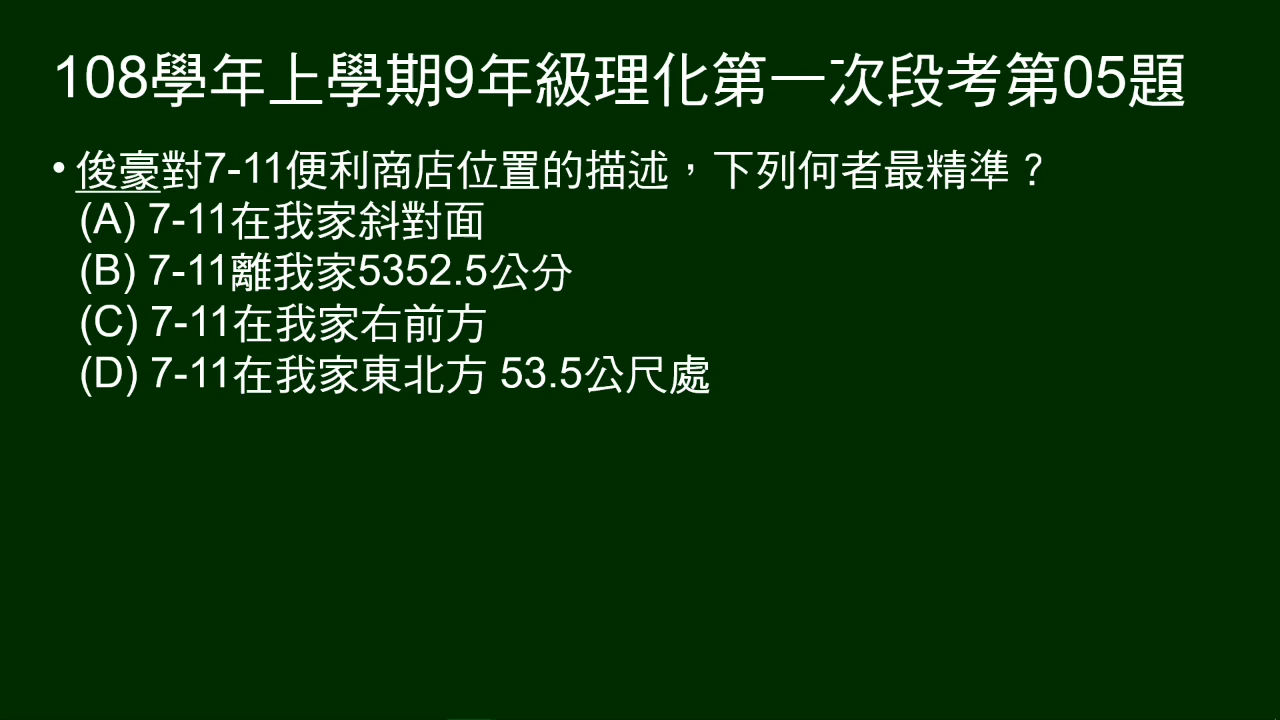 108學年上學期9年級理化第一次段考第05題
• 俊豪對7-11便利商店位置的描述，下列何者最精準？
(A) 7-11在我家斜對面
(B) 7-11離我家5352.5公分
(C) 7-11在我家右前方
(D) 7-11在我家東北方 53.5公尺處